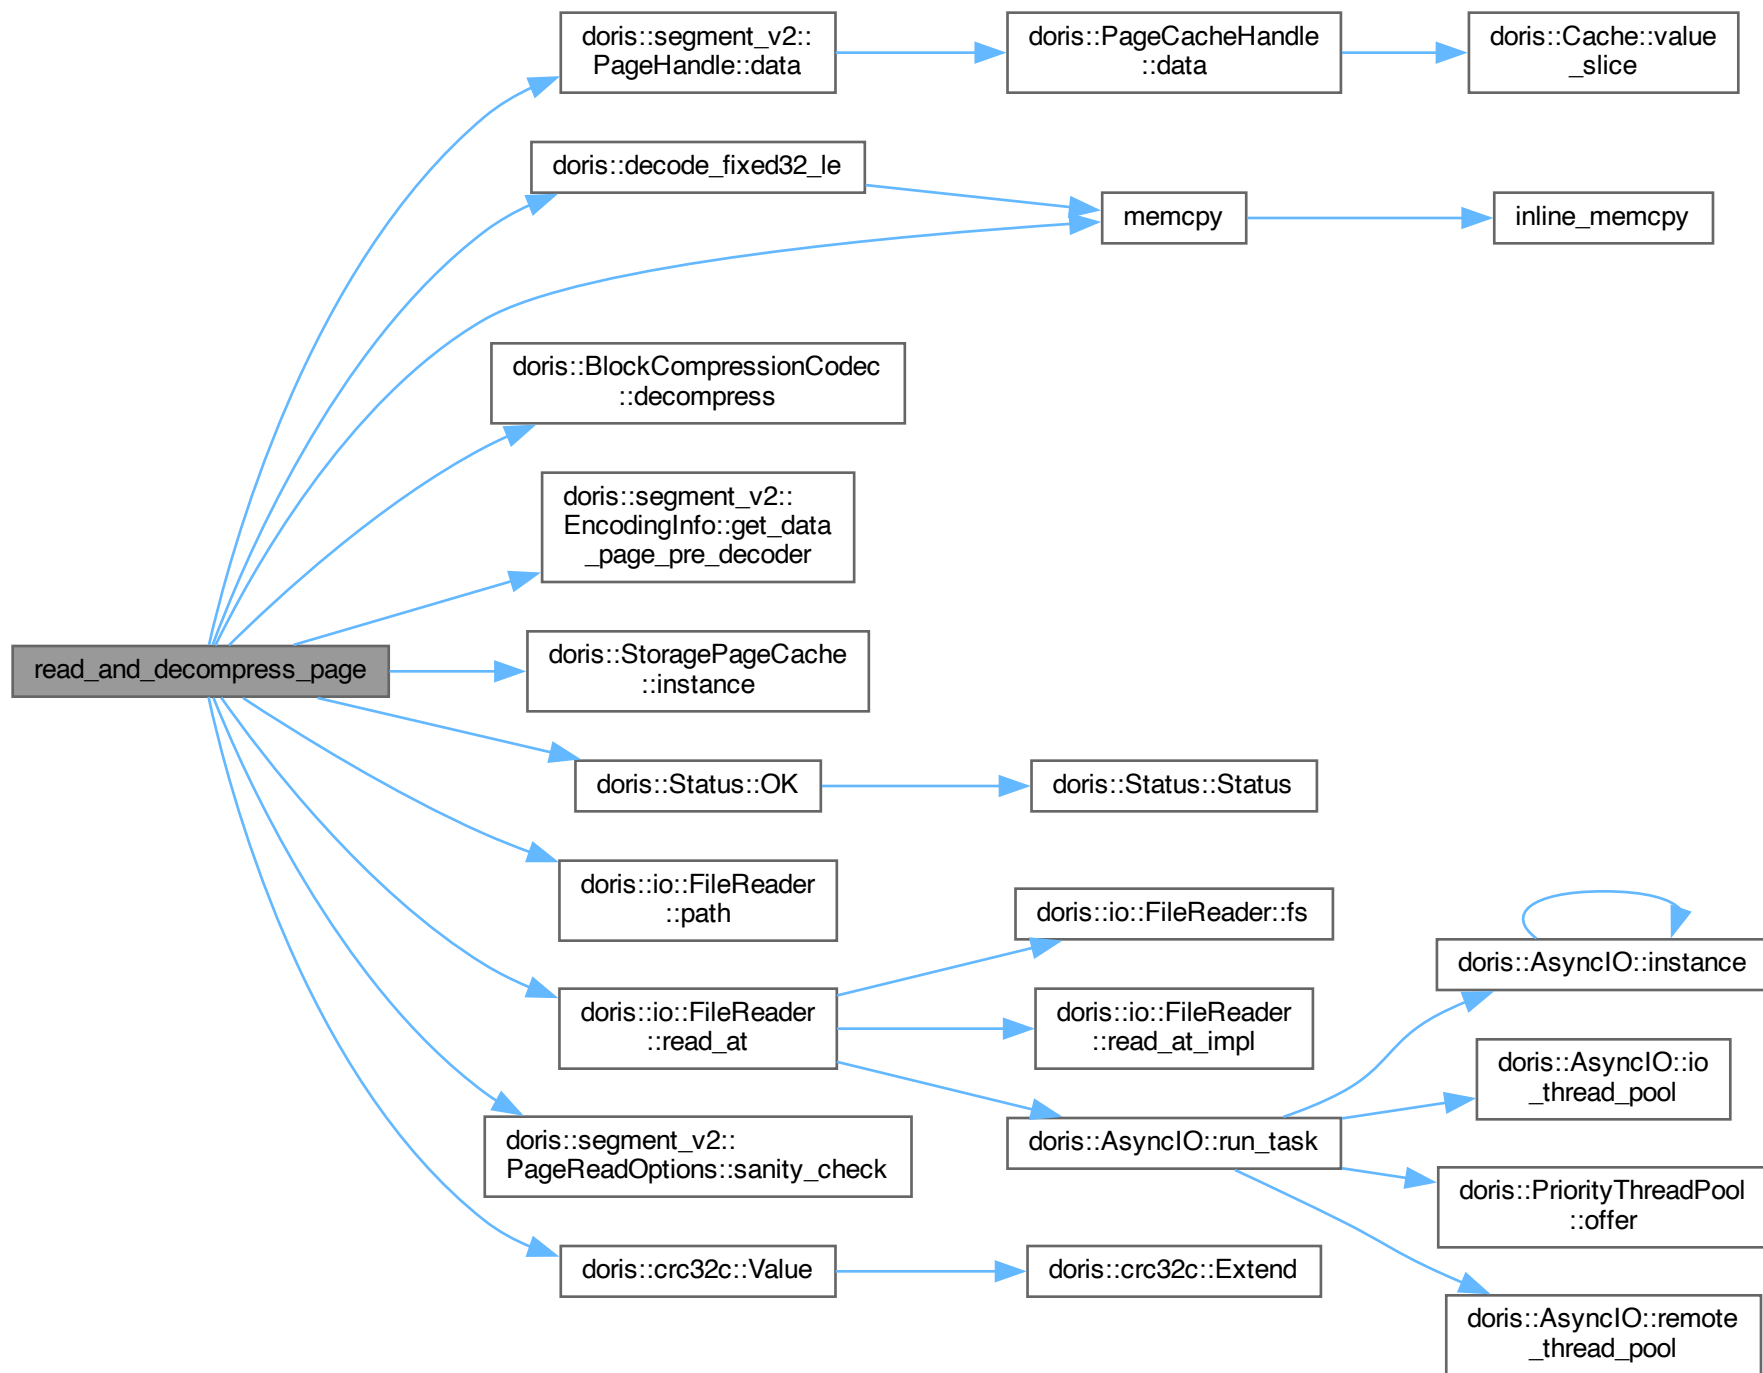 doris::segment_v2::
PageHandle::data
doris::PageCacheHandle
::data
doris::Cache::value
_slice
doris::decode_fixed32_le
memcpy
inline_memcpy
doris::BlockCompressionCodec
::decompress
doris::segment_v2::
EncodingInfo::get_data
_page_pre_decoder
read_and_decompress_page
doris::StoragePageCache
::instance
doris::Status::OK
doris::Status::Status
doris::io::FileReader
::path
doris::io::FileReader::fs
doris::AsyncIO::instance
doris::io::FileReader
::read_at
doris::io::FileReader
::read_at_impl
doris::AsyncIO::io
_thread_pool
doris::segment_v2::
PageReadOptions::sanity_check
doris::AsyncIO::run_task
doris::PriorityThreadPool
::offer
doris::crc32c::Value
doris::crc32c::Extend
doris::AsyncIO::remote
_thread_pool